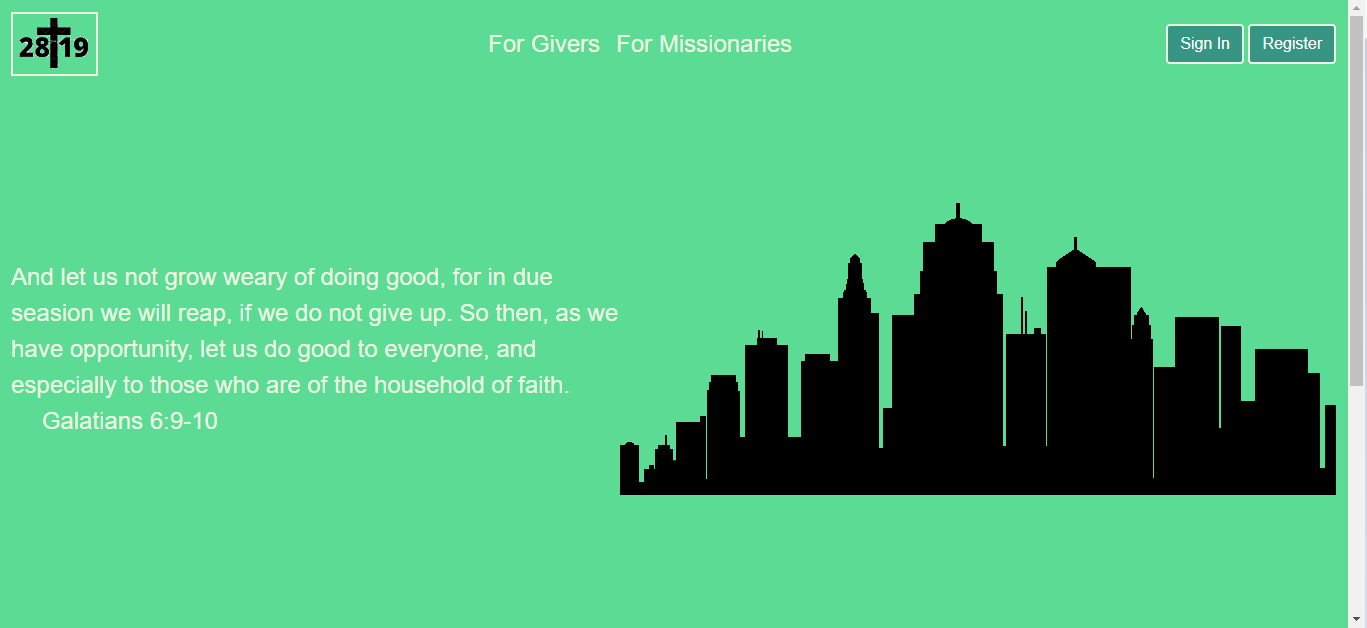 28 19
For Givers For Missionaries
Sign In Register
And let us not grow weary of doing good, for in due
seasion we will reap, if we do not give up. So then, as we
have opportunity, let us do good to everyone, and
especially to those who are of the household of faith.
Galatians 6:9-10